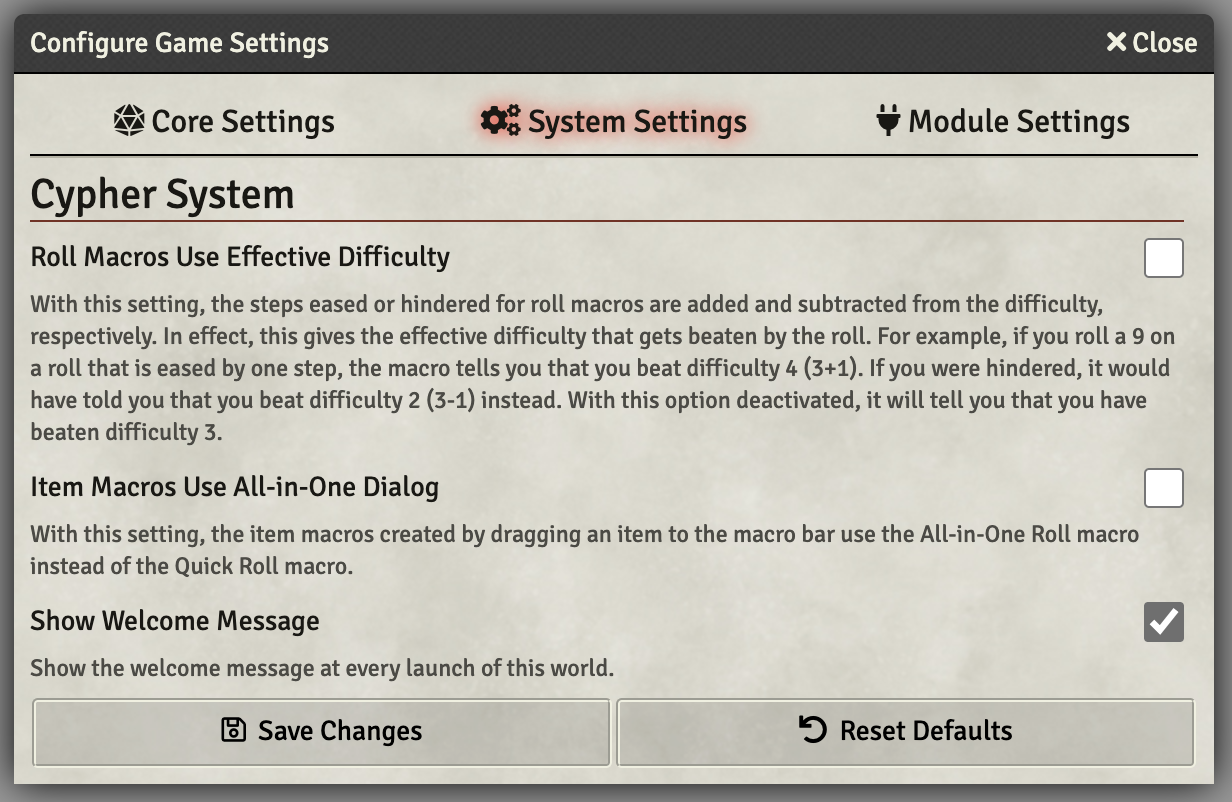 Configure Game Settings
Close
Core Settings
System Settings
Module Settings
Cypher System
Roll Macros Use Effective Difficulty
With this setting, the steps eased or hindered for roll macros are added and subtracted from the difficulty,
respectively. In effect, this gives the effective difficulty that gets beaten by the roll. For example, if you roll a 9 on
a roll that is eased by one step, the macro tells you that you beat difficulty 4 (3+1). If you were hindered, it would
have told you that you beat difficulty 2 (3-1) instead. With this option deactivated, it will tell you that you have
beaten difficulty 3.
Item Macros Use All-in-One Dialog
With this setting, the item macros created by dragging an item to the macro bar use the All-in-One Roll macro
instead of the Quick Roll macro.
Show Welcome Message
Show the welcome message at every launch of this world.
Save Changes
Reset Defaults